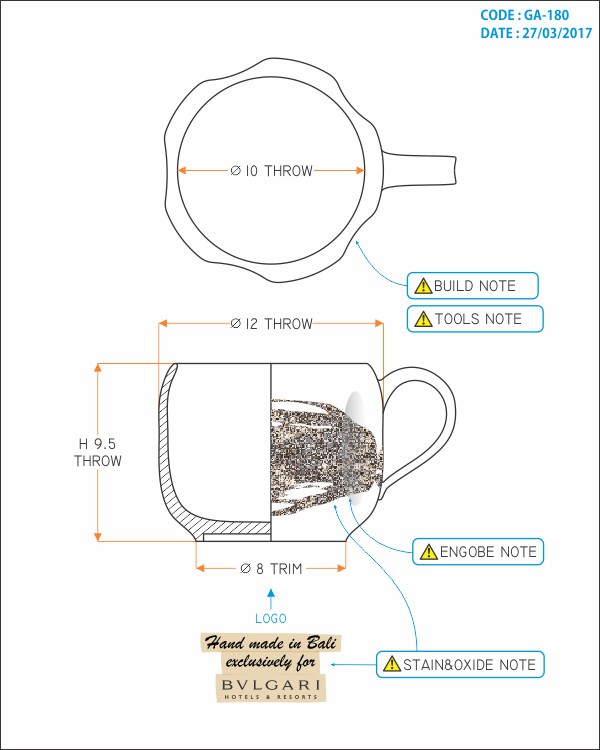 CODE : GA-180
DATE : 27/03/2017
Ø 10 THROW
BUILD NOTE
TOOLS NOTE
Ø 12 THROW
H 9.5
THROW
ENGOBE NOTE
Ø 8 TRIM
LOGO
Hand made in Bali
exclusively for
BVLGARI
HOTELS & RESORTS
STAIN&OXIDE NOTE